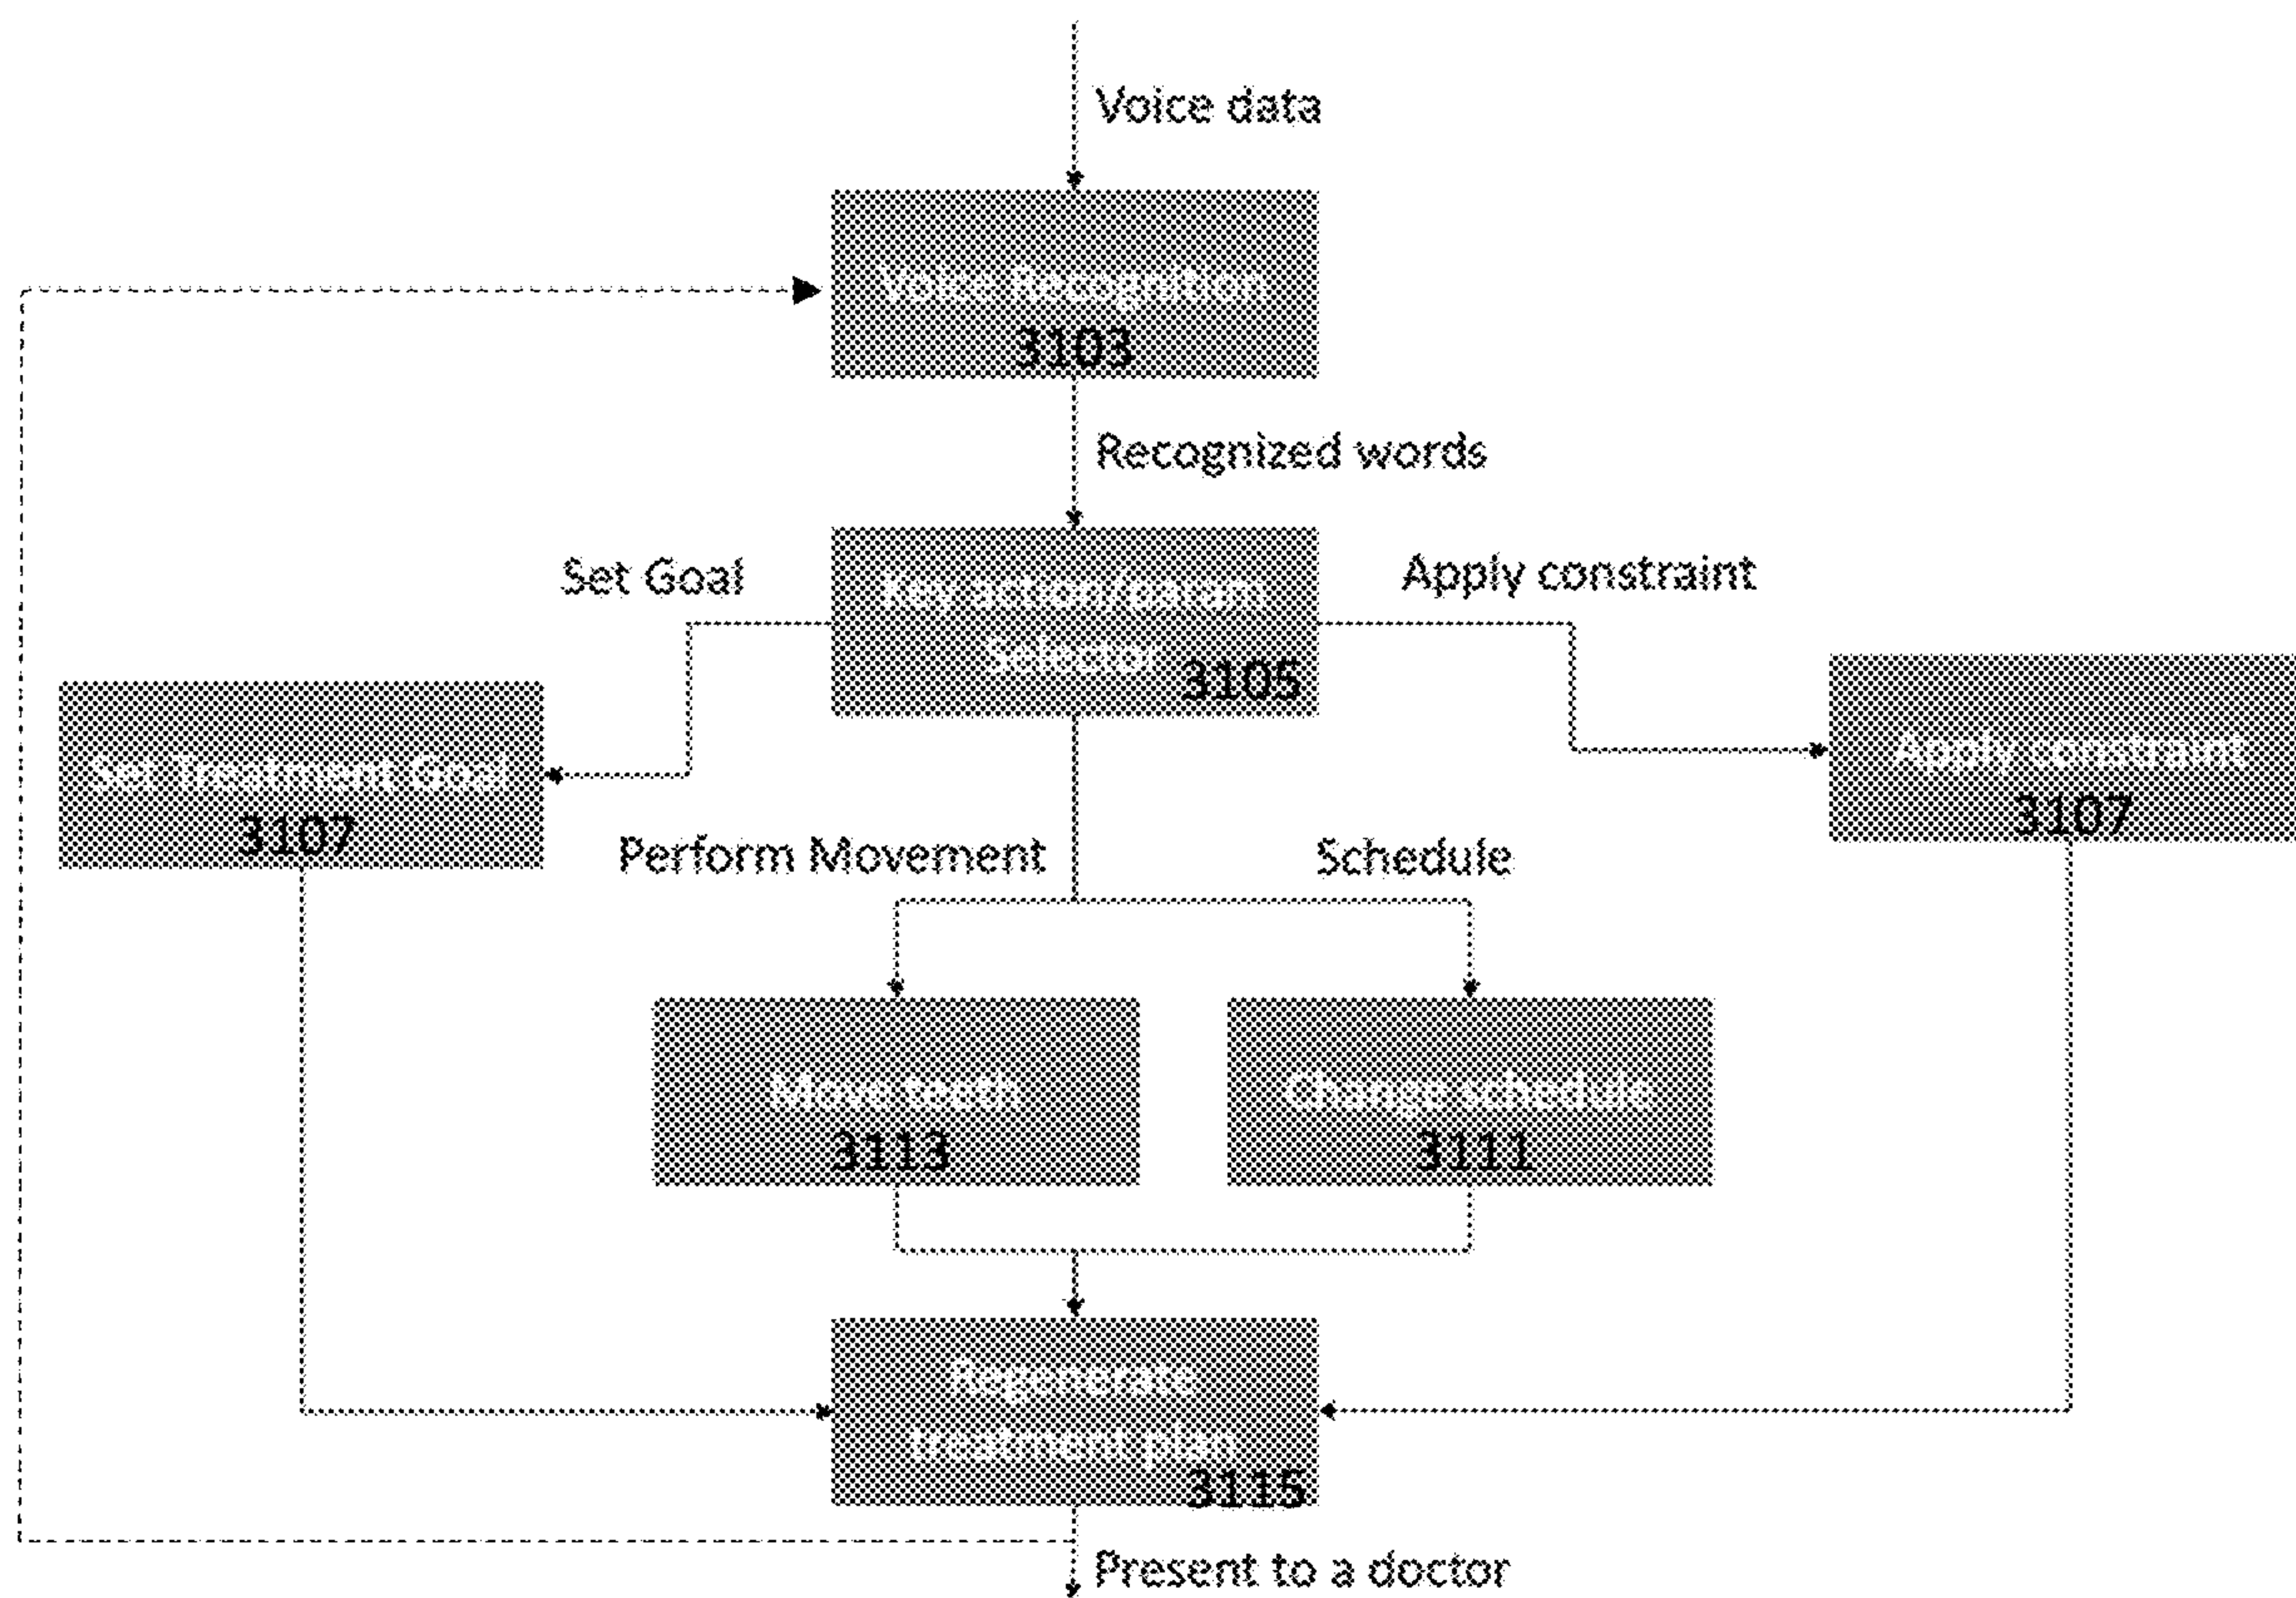 Voice data
Voice Recognition
3103
Recognized words
Set Goal
Key action/param
Selector
3105
Apply constraint
Set Treatment Goal
3107
Apply constraint
3107
Perform Movement
Schedule
Move teeth
3113
Change schedule
3111
Regenerate
treatment plan
3115
Present to a doctor